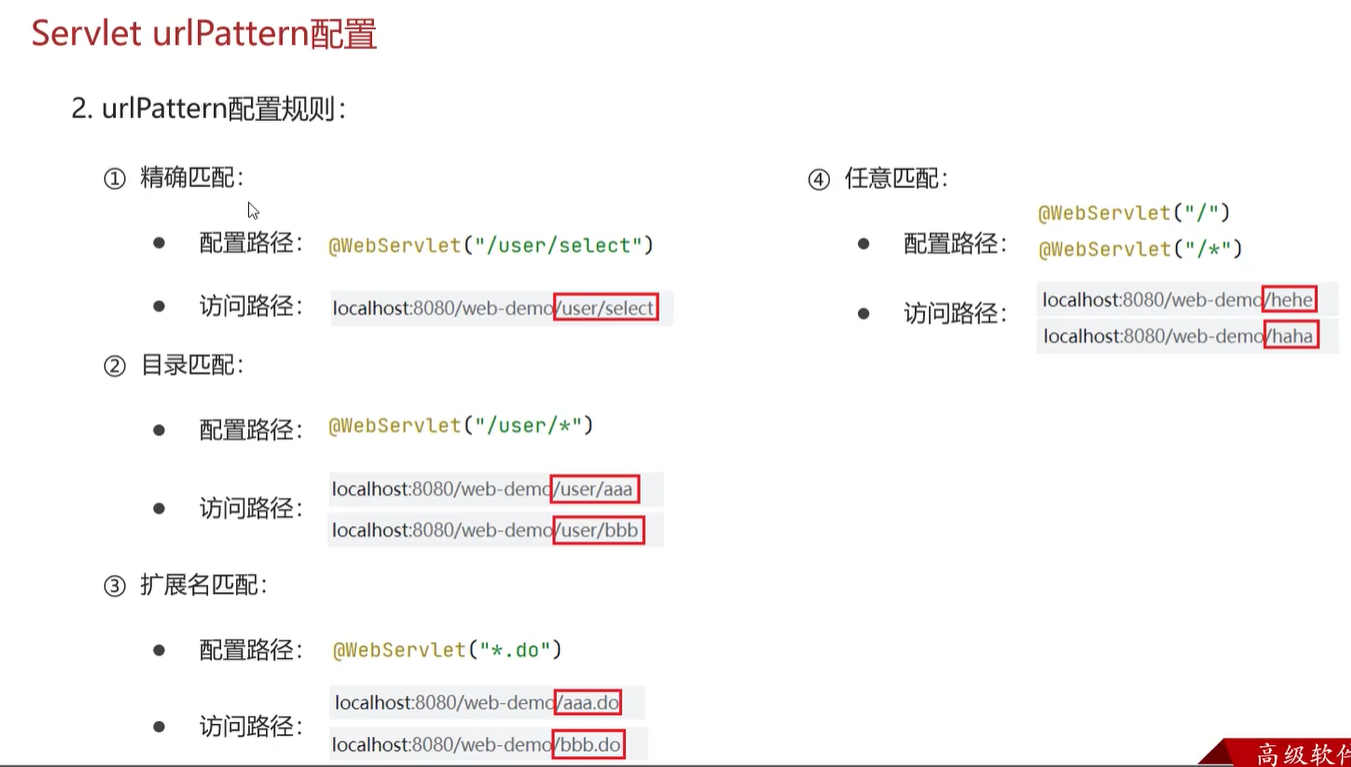 Servlet urlPattern配置
2. urlPattern配置规则：
① 精确匹配：
● 配置路径： @WebServlet("/user/select")
● 访问路径： localhost:8080/web-demo/user/select
② 目录匹配：
● 配置路径： @WebServlet("/user/*")
● 访问路径：
localhost:8080/web-demo/user/aaa
localhost:8080/web-demo/user/bbb
③ 扩展名匹配：
● 配置路径： @WebServlet("*.do")
● 访问路径：
localhost:8080/web-demo/aaa.do
localhost:8080/web-demo/bbb.do
④ 任意匹配：
● 配置路径：
@WebServlet("/")
@WebServlet("/*")
● 访问路径：
localhost:8080/web-demo/hehe
localhost:8080/web-demo/haha
高级软件